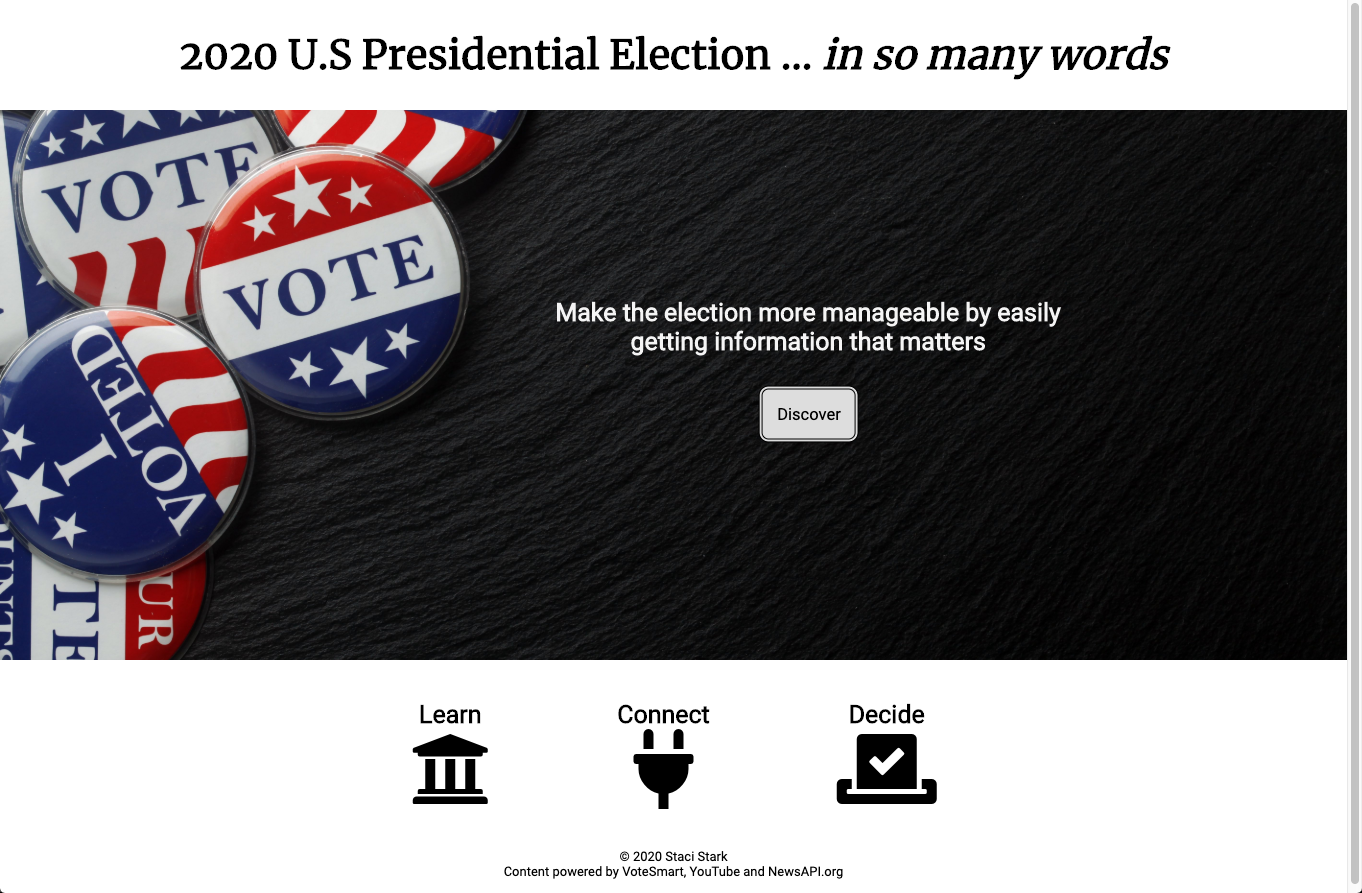 2020 U.S Presidential Election ... in so many words
VOTE
VOTE
I VOTED
Make the election more manageable by easily
getting information that matters
Discover
Learn
Connect
Decide
© 2020 Staci Stark
Content powered by VoteSmart, YouTube and NewsAPI.org